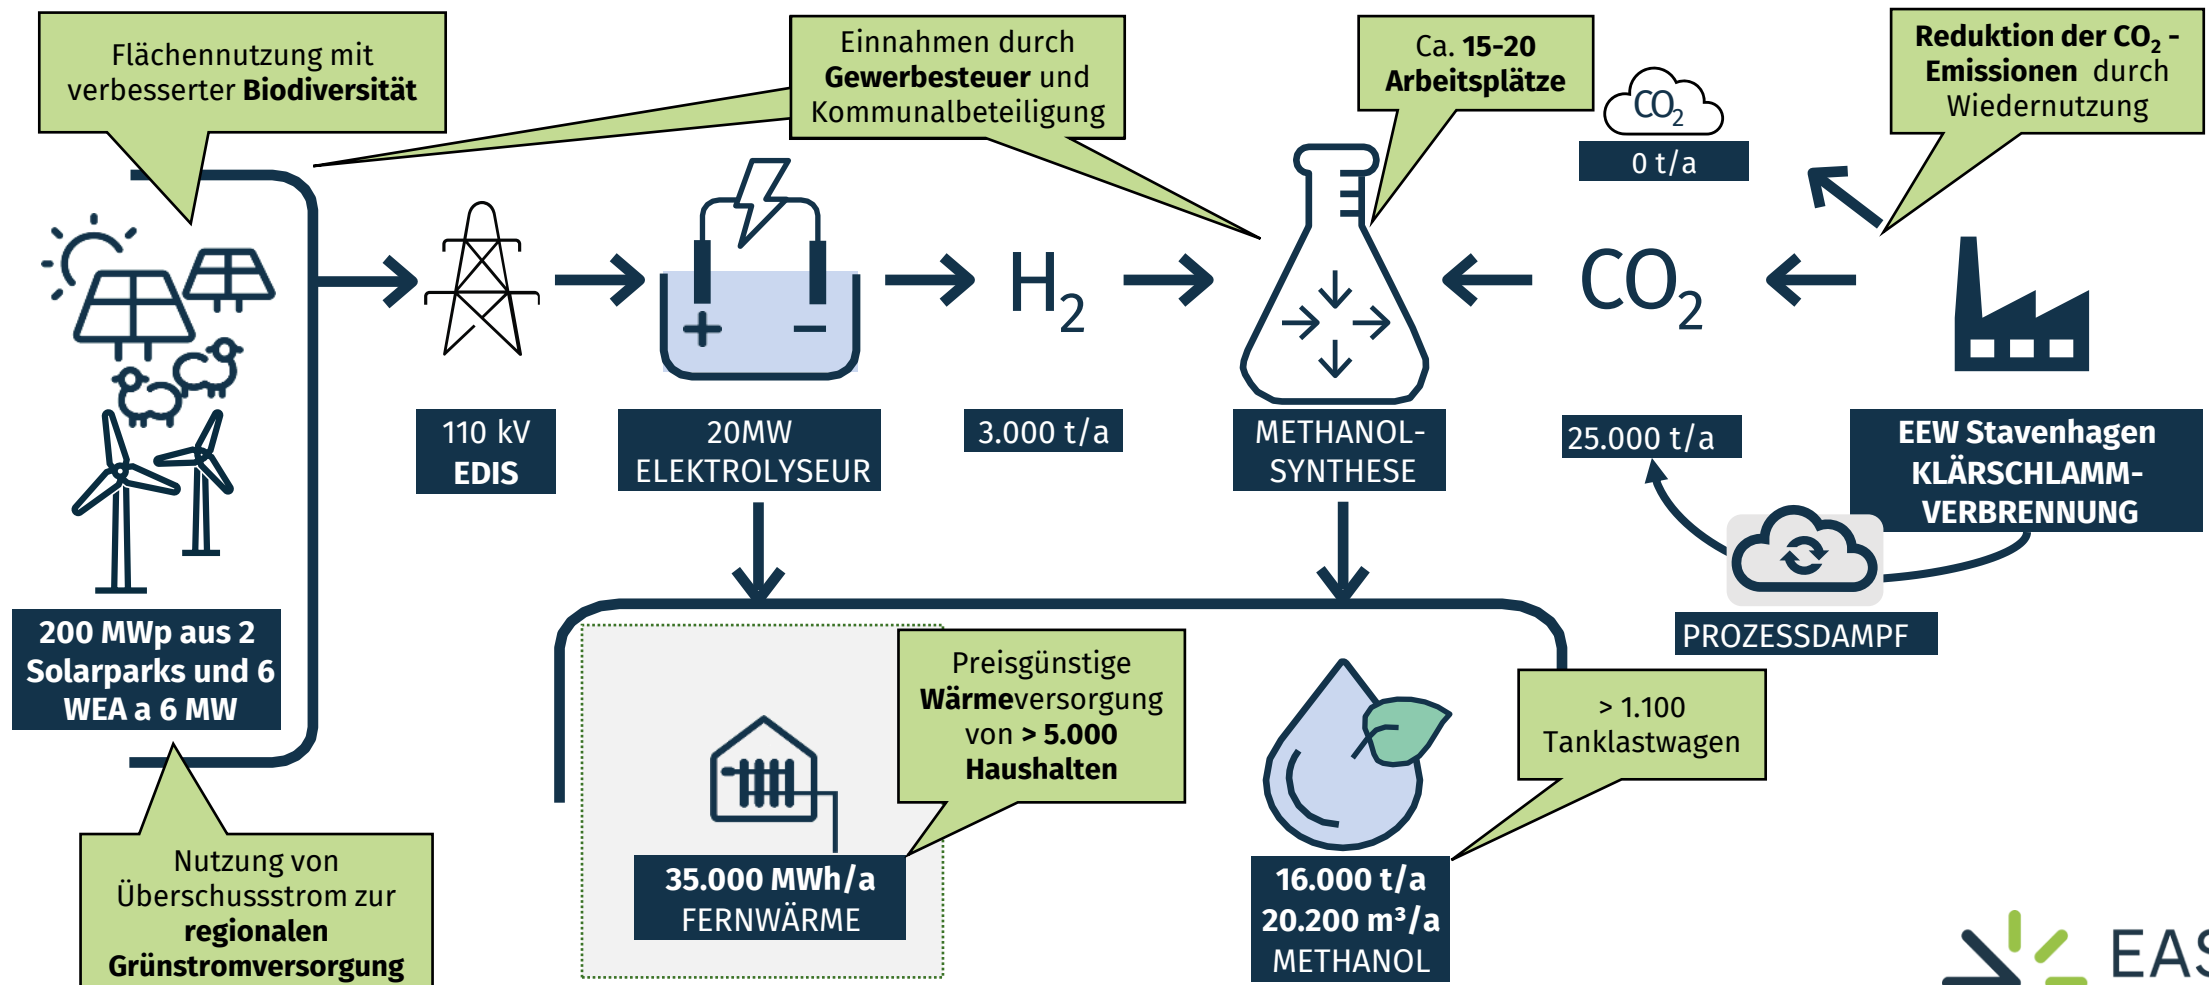 Flächennutzung mit
verbesserter Biodiversität
Einnahmen durch
Gewerbesteuer und
Kommunalbeteiligung
Ca. 15-20
Arbeitsplätze
CO₂
0 t/a
Reduktion der CO₂ -
Emissionen durch
Wiedernutzung
+
−
H₂
CO₂
110 kV
EDIS
20MW
ELEKTROLYSEUR
3.000 t/a
METHANOL-
SYNTHESE
25.000 t/a
EEW Stavenhagen
KLÄRSCHLAMM-
VERBRENNUNG
PROZESSDAMPF
200 MWp aus 2
Solarparks und 6
WEA a 6 MW
Preisgünstige
Wärmeversorgung
von > 5.000
Haushalten
> 1.100
Tanklastwagen
Nutzung von
Überschussstrom zur
regionalen
Grünstromversorgung
35.000 MWh/a
FERNWÄRME
16.000 t/a
20.200 m³/a
METHANOL